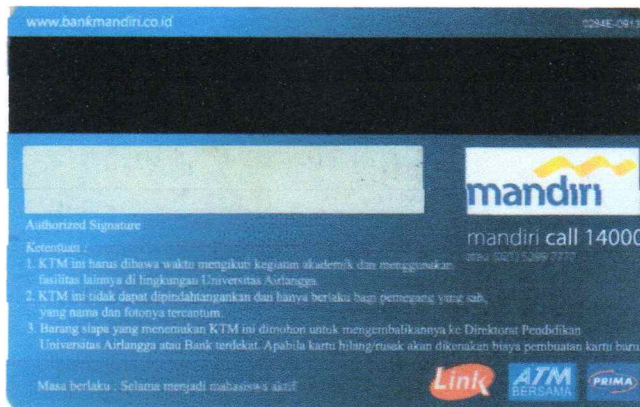 www.bankmandiri.co.id
0294E-0911
Authorized Signature
mandiri
mandiri call 14000
atau (021) 5299 7777
Ketentuan :
1. KTM ini harus dibawa waktu mengikuti kegiatan akademik dan menggunakan
fasilitas lainnya di lingkungan Universitas Airlangga.
2. KTM ini tidak dapat dipindahtangankan dan hanya berlaku bagi pemegang yang sah,
yang nama dan fotonya tercantum.
3. Barang siapa yang menemukan KTM ini dimohon untuk mengembalikannya ke Direktorat Pendidikan
Universitas Airlangga atau Bank terdekat. Apabila kartu hilang/rusak akan dikenakan biaya pembuatan kartu baru.
Masa berlaku : Selama menjadi mahasiswa aktif
Link
ATM
BERSAMA
PRIMA